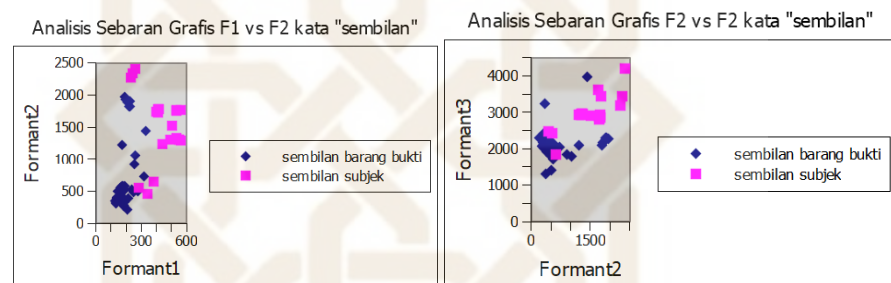 Analisis Sebaran Grafis F1 vs F2 kata "sembilan"
2500
2000
1500
1000
500
0
0 300 600
Formant2
Formant1
sembilan barang bukti
sembilan subjek
Analisis Sebaran Grafis F2 vs F2 kata "sembilan"
4000
3000
2000
1000
0
0 1500
Formant3
Formant2
sembilan barang bukti
sembilan subjek